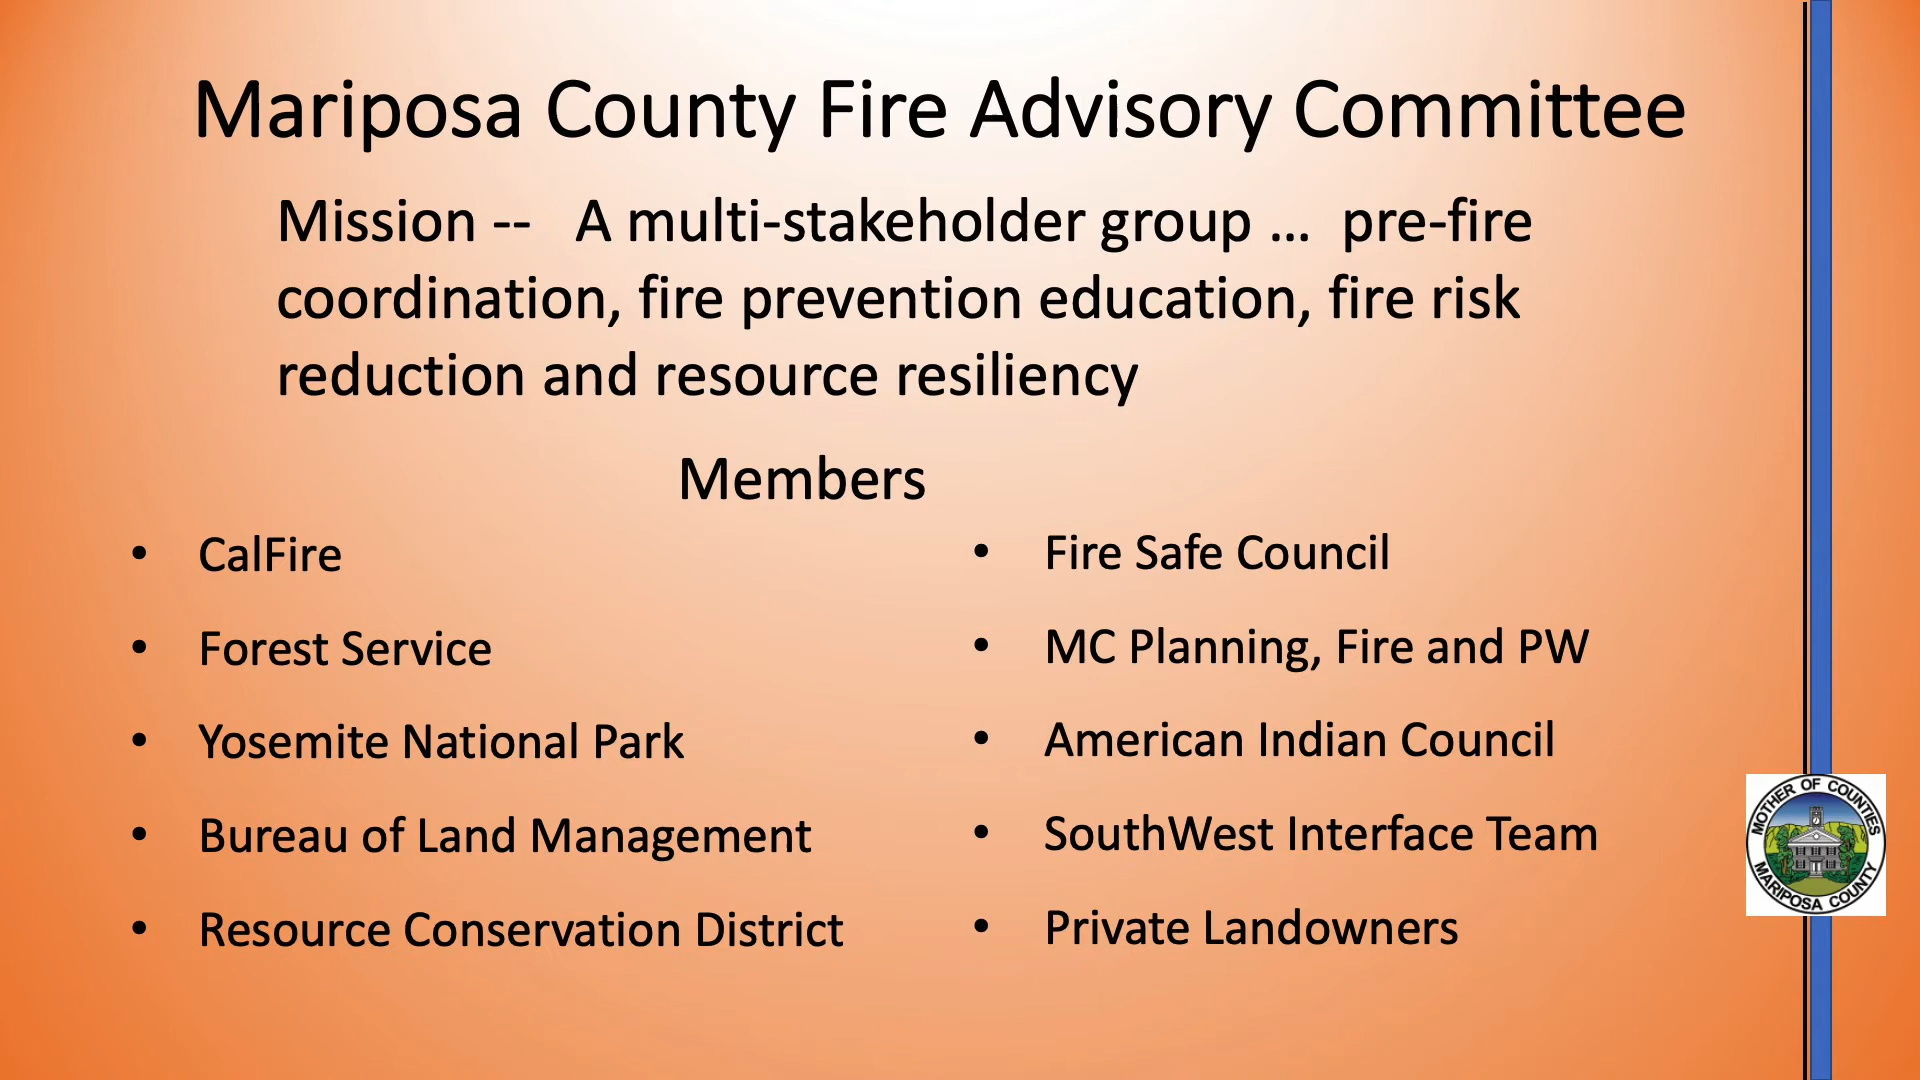 Mariposa County Fire Advisory Committee
Mission -- A multi-stakeholder group ... pre-fire
coordination, fire prevention education, fire risk
reduction and resource resiliency
Members
• CalFire
• Forest Service
• Yosemite National Park
• Bureau of Land Management
• Resource Conservation District
• Fire Safe Council
• MC Planning, Fire and PW
• American Indian Council
• SouthWest Interface Team
• Private Landowners
MOTHER OF COUNTIES
MARIPOSA COUNTY